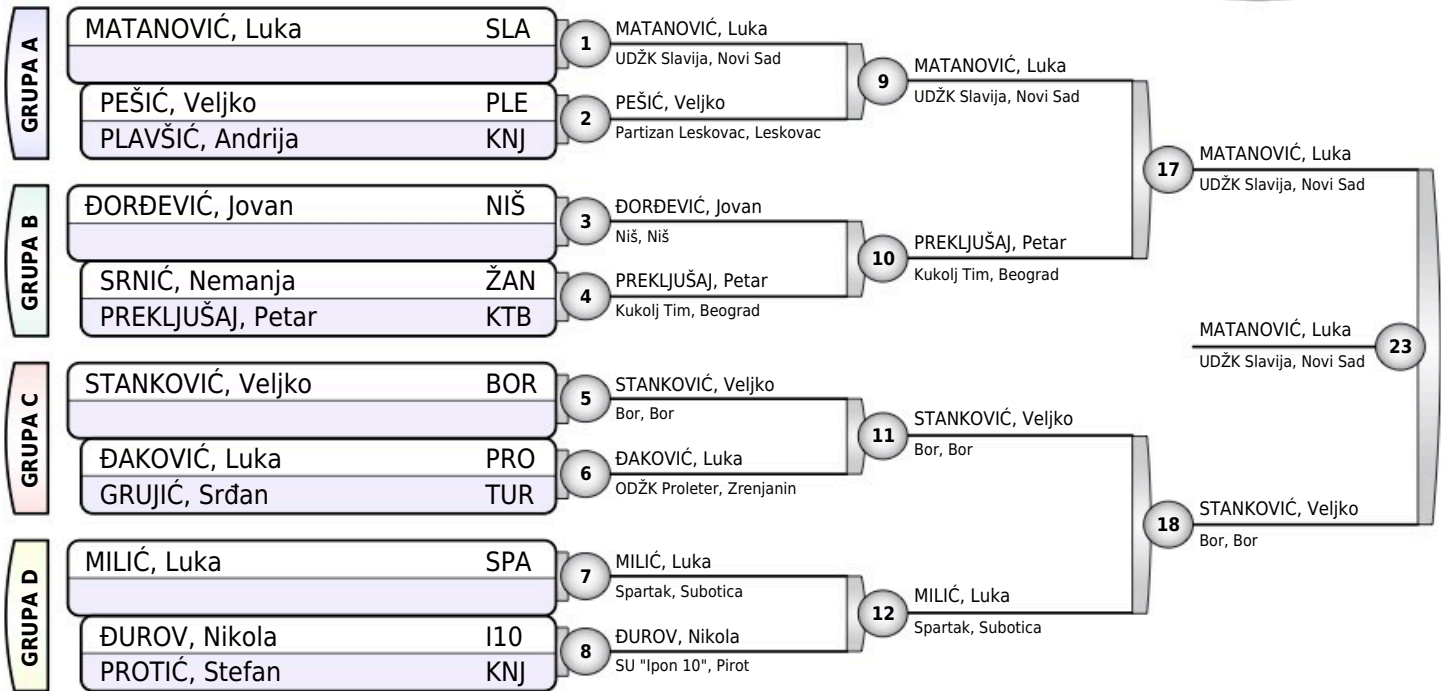 GRUPA A
MATANOVIĆ, Luka SLA
PEŠIĆ, Veljko PLE
PLAVŠIĆ, Andrija KNJ
GRUPA B
ĐORĐEVIĆ, Jovan NIŠ
SRNIĆ, Nemanja ŽAN
PREKLJUŠAJ, Petar KTB
GRUPA C
STANKOVIĆ, Veljko BOR
ĐAKOVIĆ, Luka PRO
GRUJIĆ, Srđan TUR
GRUPA D
MILIĆ, Luka SPA
ĐUROV, Nikola I10
PROTIĆ, Stefan KNJ
1
MATANOVIĆ, Luka
UDŽK Slavija, Novi Sad
2
PEŠIĆ, Veljko
Partizan Leskovac, Leskovac
3
ĐORĐEVIĆ, Jovan
Niš, Niš
4
PREKLJUŠAJ, Petar
Kukolj Tim, Beograd
5
STANKOVIĆ, Veljko
Bor, Bor
6
ĐAKOVIĆ, Luka
ODŽK Proleter, Zrenjanin
7
MILIĆ, Luka
Spartak, Subotica
8
ĐUROV, Nikola
SU "Ipon 10", Pirot
9
MATANOVIĆ, Luka
UDŽK Slavija, Novi Sad
10
PREKLJUŠAJ, Petar
Kukolj Tim, Beograd
11
STANKOVIĆ, Veljko
Bor, Bor
12
MILIĆ, Luka
Spartak, Subotica
17
MATANOVIĆ, Luka
UDŽK Slavija, Novi Sad
18
STANKOVIĆ, Veljko
Bor, Bor
MATANOVIĆ, Luka
UDŽK Slavija, Novi Sad
23